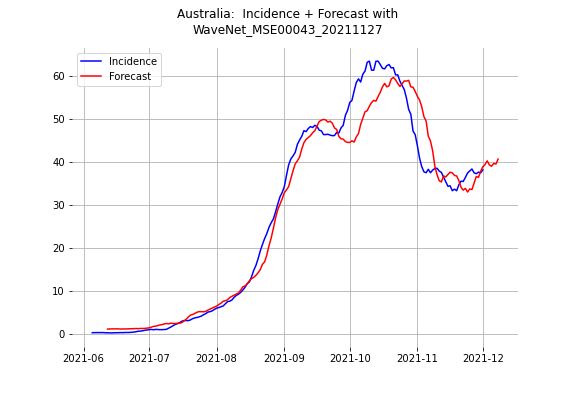 Australia:  Incidence + Forecast with
WaveNet_MSE00043_20211127
Incidence
Forecast
60
50
40
30
20
10
0
2021-06 2021-07 2021-08 2021-09 2021-10 2021-11 2021-12